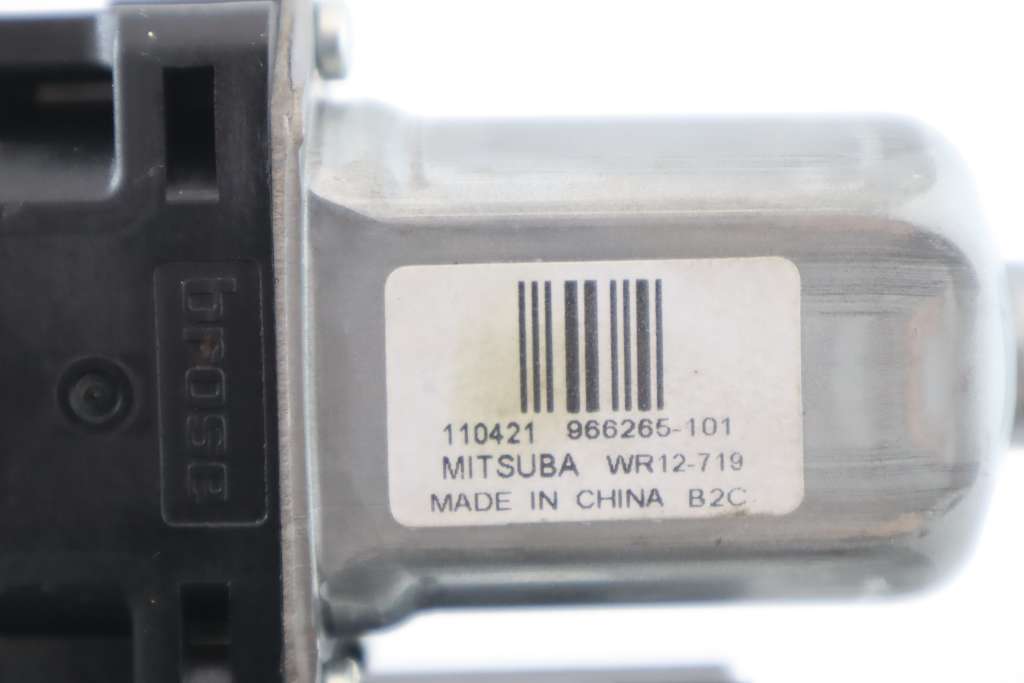 brose
110421 966265-101
MITSUBA WR12-719
MADE IN CHINA B2C